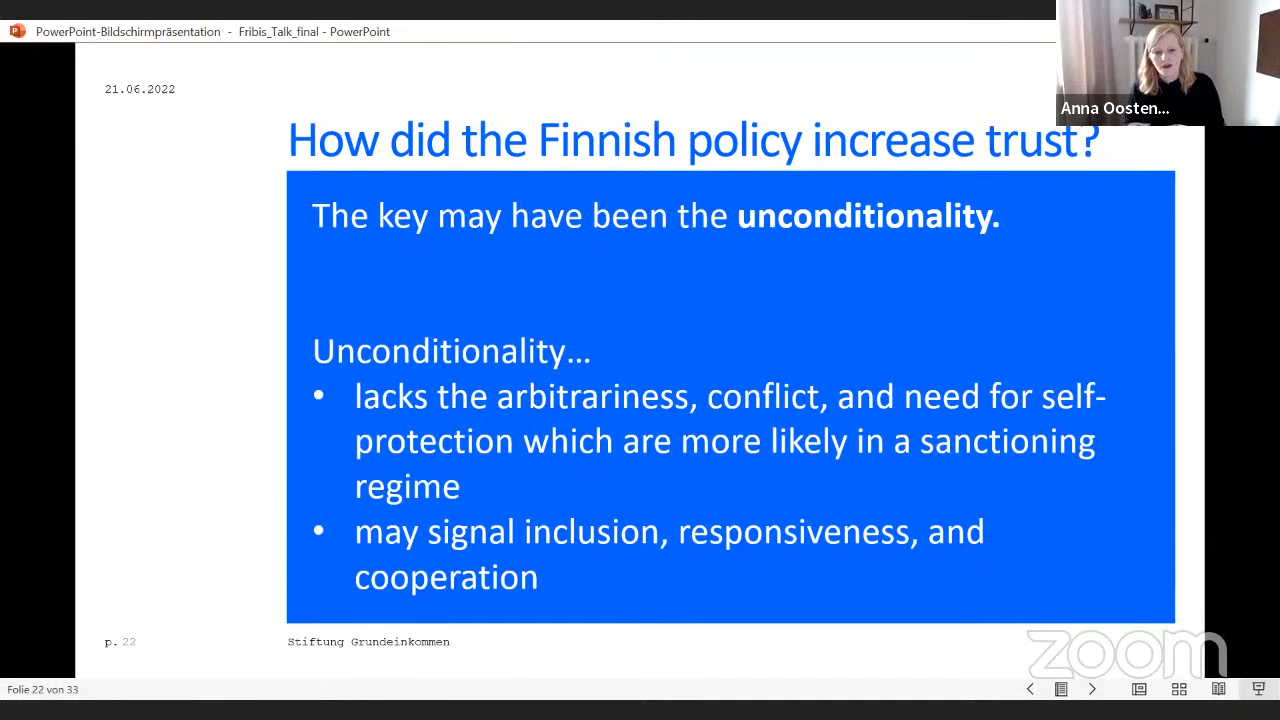 PowerPoint-Bildschirmpräsentation - Fribis_Talk_final - PowerPoint
21.06.2022
Anna Oosten...
How did the Finnish policy increase trust?
The key may have been the unconditionality.
Unconditionality...
• lacks the arbitrariness, conflict, and need for self-
protection which are more likely in a sanctioning
regime
• may signal inclusion, responsiveness, and
cooperation
p. 22
Stiftung Grundeinkommen
zoom
Folie 22 von 33